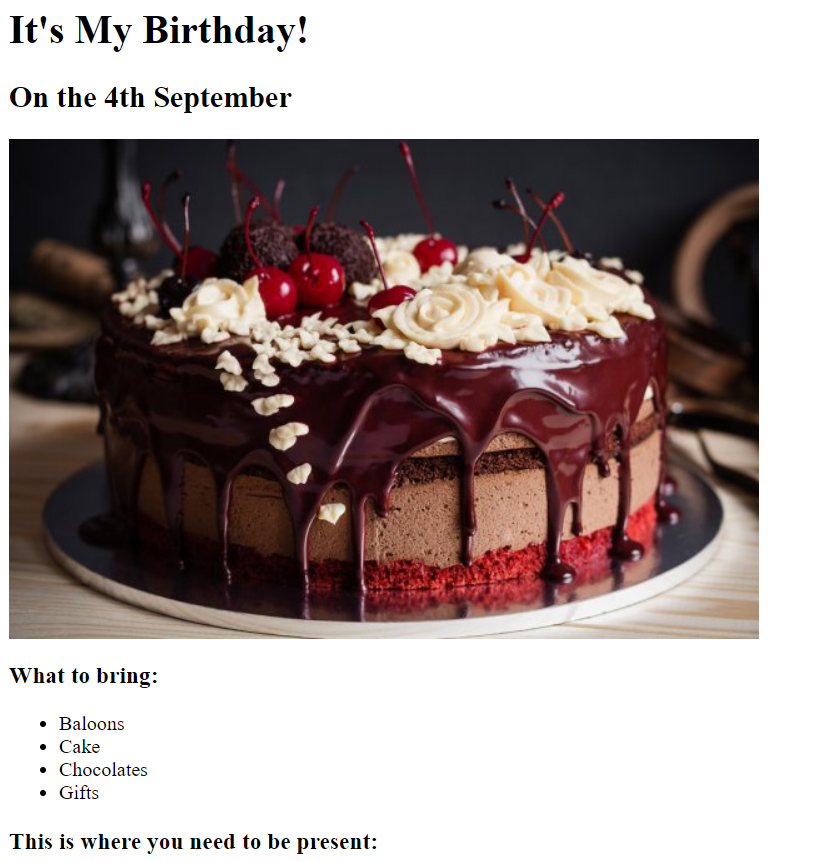 It's My Birthday!
On the 4th September
What to bring:
Baloons
Cake
Chocolates
Gifts
This is where you need to be present: